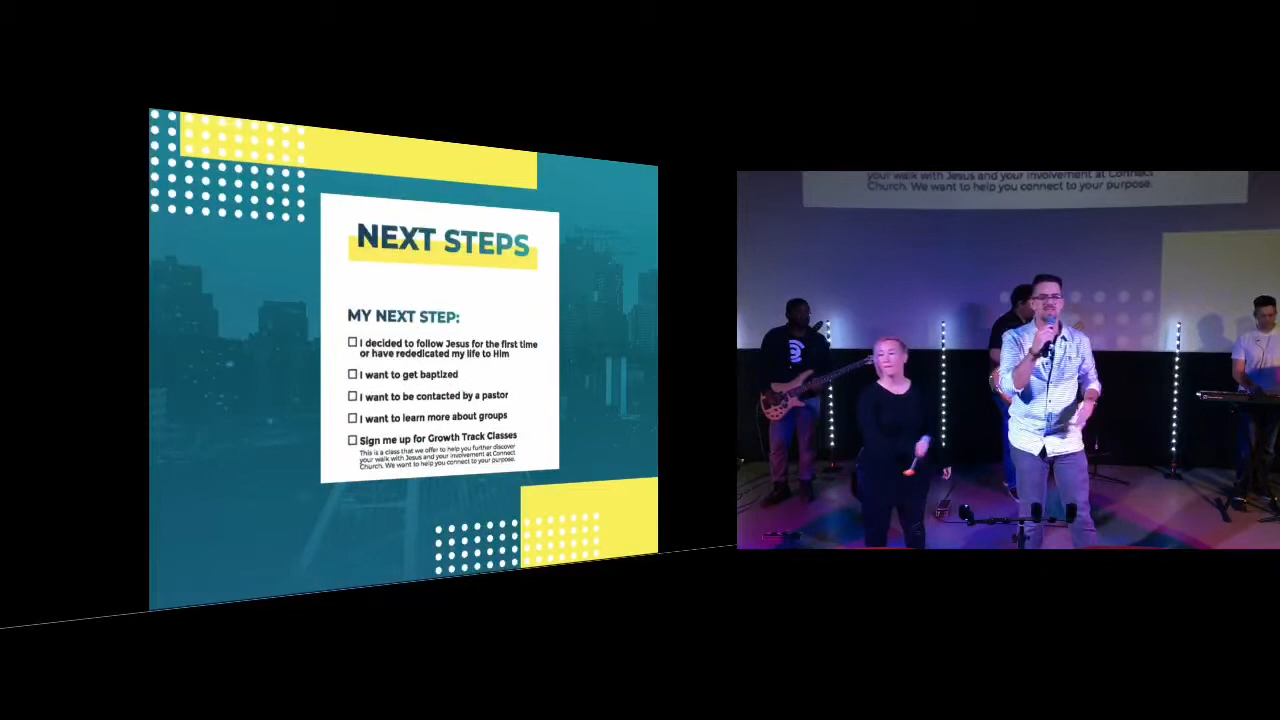 NEXT STEPS
MY NEXT STEP:
I decided to follow Jesus for the first time
or have rededicated my life to Him
I want to get baptized
I want to be contacted by a pastor
I want to learn more about groups
Sign me up for Growth Track Classes
This is a class that we offer to help you further discover
your walk with Jesus and your involvement at Connect
Church. We want to help you connect to your purpose.
your walk with Jesus and your involvement at Connect
Church. We want to help you connect to your purpose.